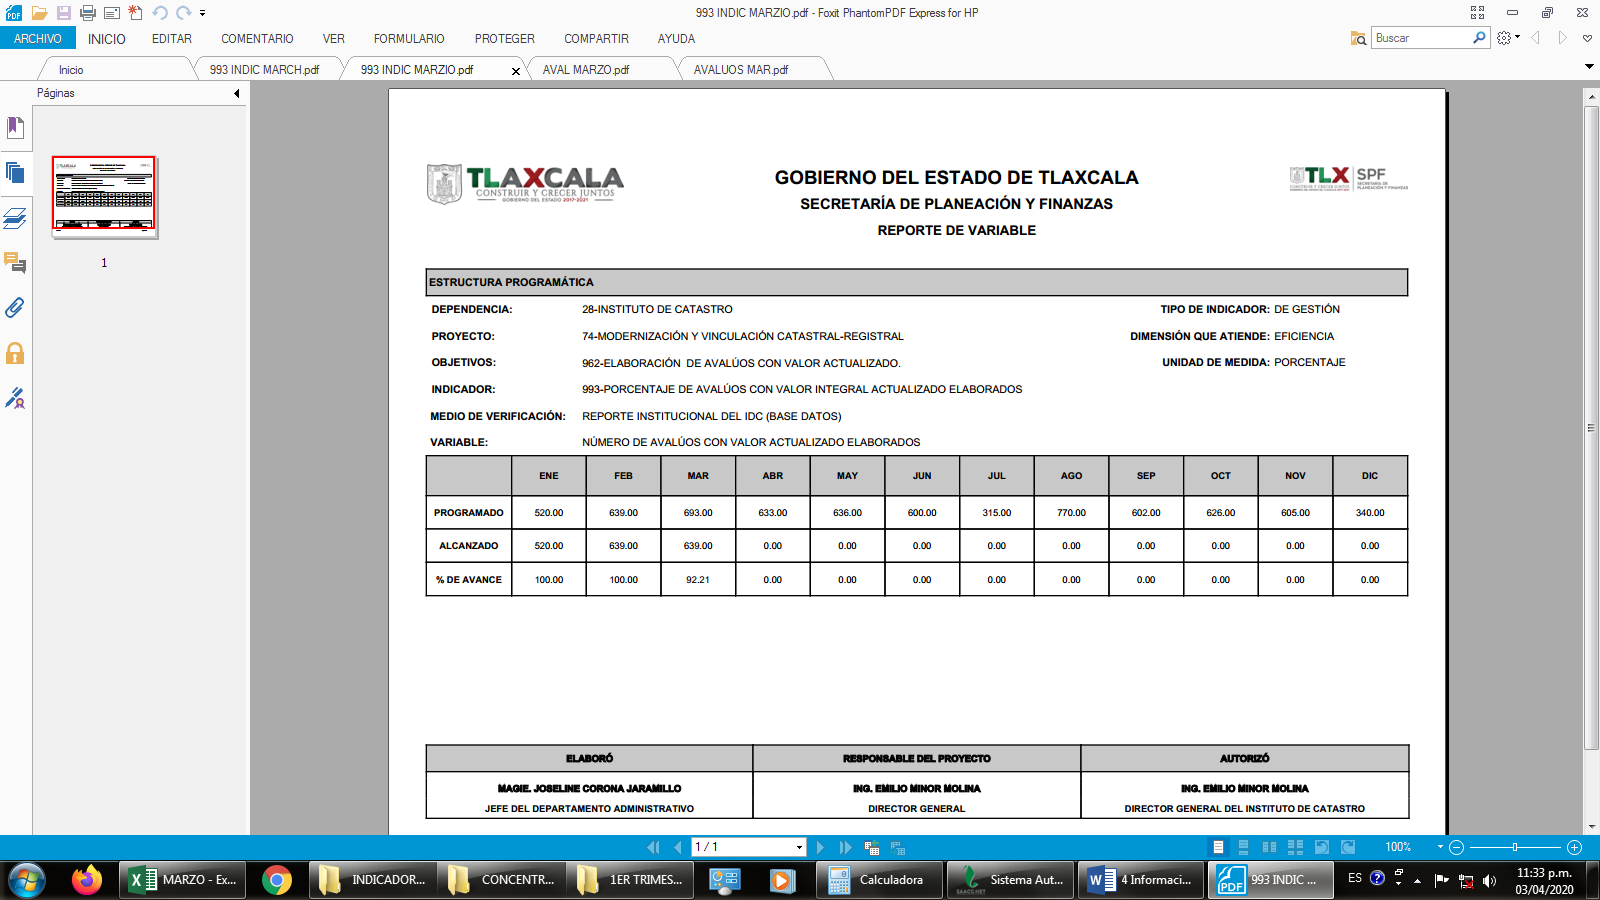 993 INDIC MARZIO.pdf - Foxit PhantomPDF Express for HP
ARCHIVO INICIO EDITAR COMENTARIO VER FORMULARIO PROTEGER COMPARTIR AYUDA Buscar
Inicio 993 INDIC MARCH.pdf 993 INDIC MARZIO.pdf AVAL MARZO.pdf AVALUOS MAR.pdf
Páginas
1
TLAXCALA
CONSTRUIR Y CRECER JUNTOS
GOBIERNO DEL ESTADO 2017-2021
GOBIERNO DEL ESTADO DE TLAXCALA
SECRETARÍA DE PLANEACIÓN Y FINANZAS
REPORTE DE VARIABLE
TLX SPF
SECRETARÍA DE
PLANEACIÓN Y FINANZAS
ESTRUCTURA PROGRAMÁTICA
DEPENDENCIA: 28-INSTITUTO DE CATASTRO TIPO DE INDICADOR: DE GESTIÓN
PROYECTO: 74-MODERNIZACIÓN Y VINCULACIÓN CATASTRAL-REGISTRAL DIMENSIÓN QUE ATIENDE: EFICIENCIA
OBJETIVOS: 962-ELABORACIÓN DE AVALÚOS CON VALOR ACTUALIZADO. UNIDAD DE MEDIDA: PORCENTAJE
INDICADOR: 993-PORCENTAJE DE AVALÚOS CON VALOR INTEGRAL ACTUALIZADO ELABORADOS
MEDIO DE VERIFICACIÓN: REPORTE INSTITUCIONAL DEL IDC (BASE DATOS)
VARIABLE: NÚMERO DE AVALÚOS CON VALOR ACTUALIZADO ELABORADOS
ENE FEB MAR ABR MAY JUN JUL AGO SEP OCT NOV DIC
PROGRAMADO 520.00 639.00 693.00 633.00 636.00 600.00 315.00 770.00 602.00 626.00 605.00 340.00
ALCANZADO 520.00 639.00 639.00 0.00 0.00 0.00 0.00 0.00 0.00 0.00 0.00 0.00
% DE AVANCE 100.00 100.00 92.21 0.00 0.00 0.00 0.00 0.00 0.00 0.00 0.00 0.00
ELABORÓ RESPONSABLE DEL PROYECTO AUTORIZÓ
MAGIE. JOSELINE CORONA JARAMILLO ING. EMILIO MINOR MOLINA ING. EMILIO MINOR MOLINA
JEFE DEL DEPARTAMENTO ADMINISTRATIVO DIRECTOR GENERAL DIRECTOR GENERAL DEL INSTITUTO DE CATASTRO
1 / 1 100%
MARZO - Ex... INDICADOR... CONCENTR... 1ER TRIMES... Calculadora Sistema Aut... 4 Informaci... 993 INDIC ... ES 11:33 p.m.
03/04/2020